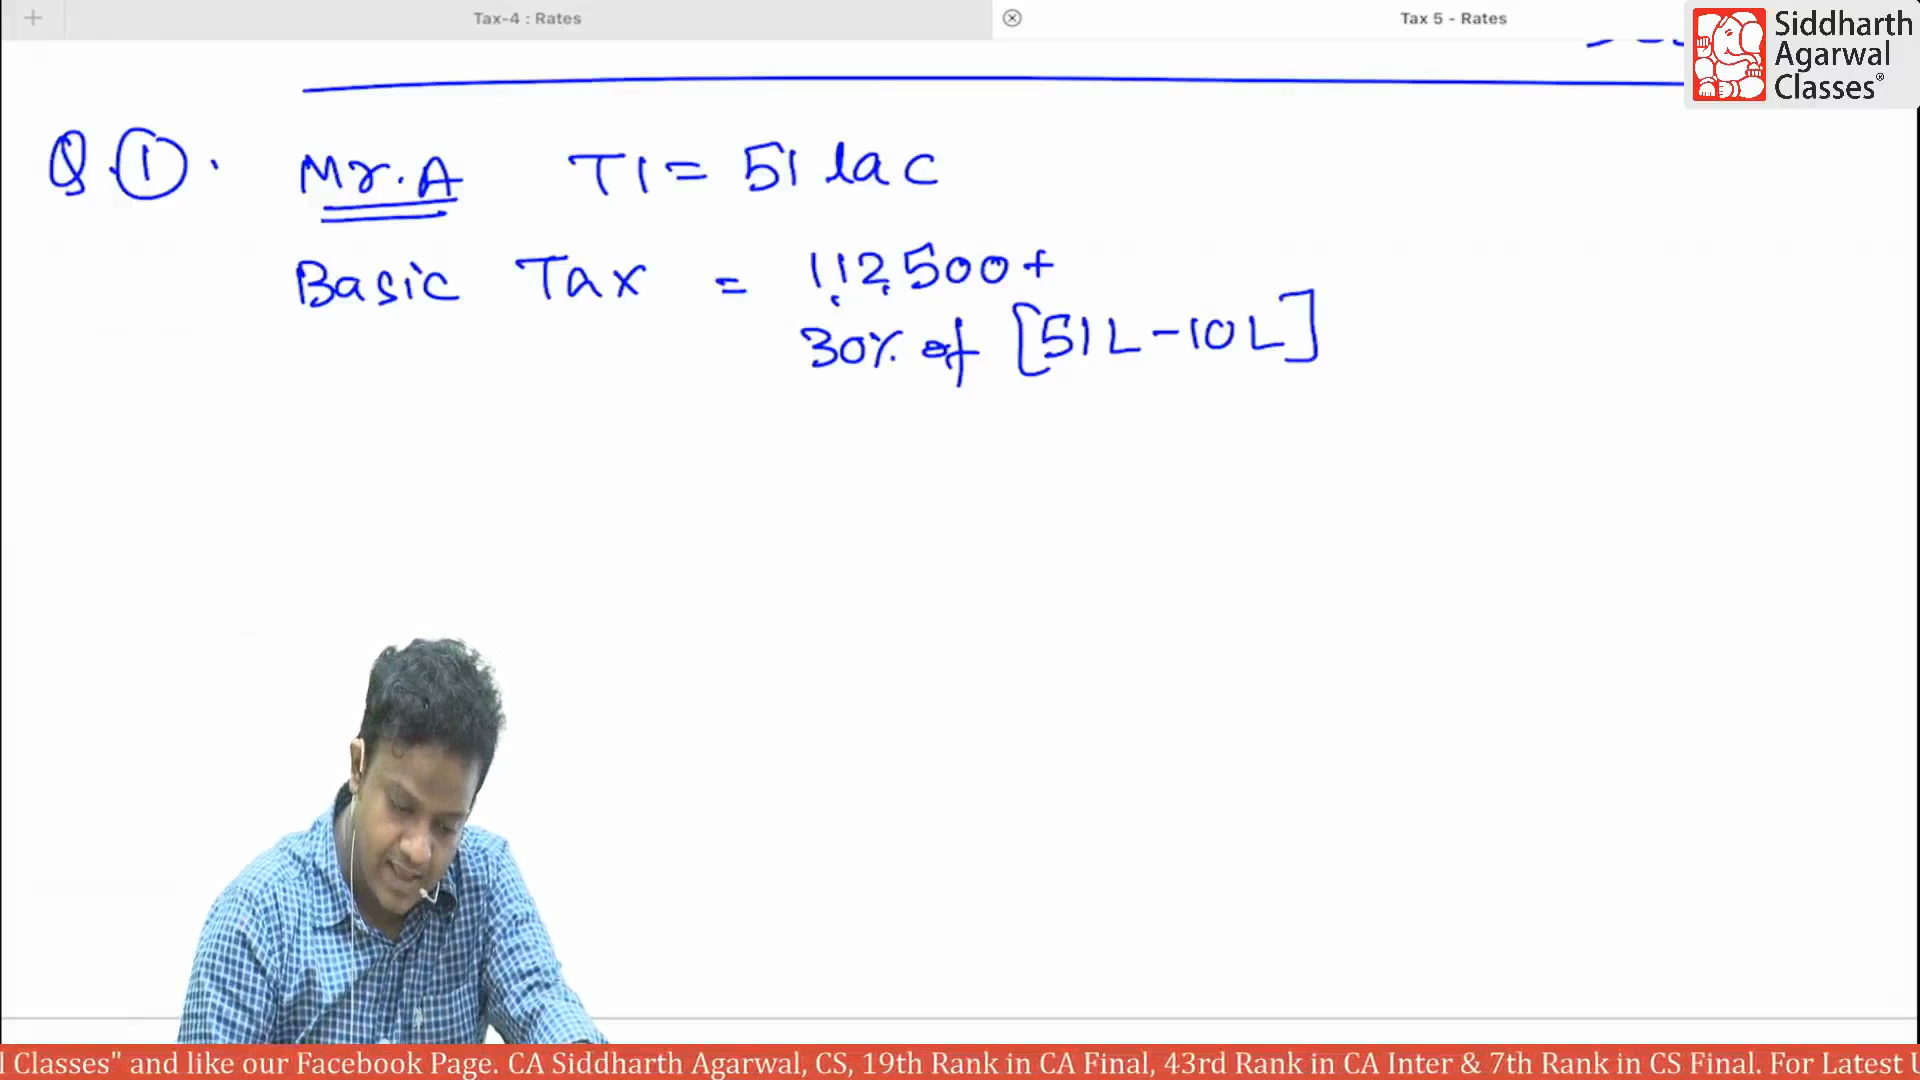 Tax-4 : Rates
Tax 5 - Rates
Siddharth
Agarwal
Classes®
Q. 1. Mr. A TI = 51 lac
Basic Tax = 1,12,500 +
30% of [51L - 10L]
l Classes" and like our Facebook Page. CA Siddharth Agarwal, CS, 19th Rank in CA Final, 43rd Rank in CA Inter & 7th Rank in CS Final. For Latest U